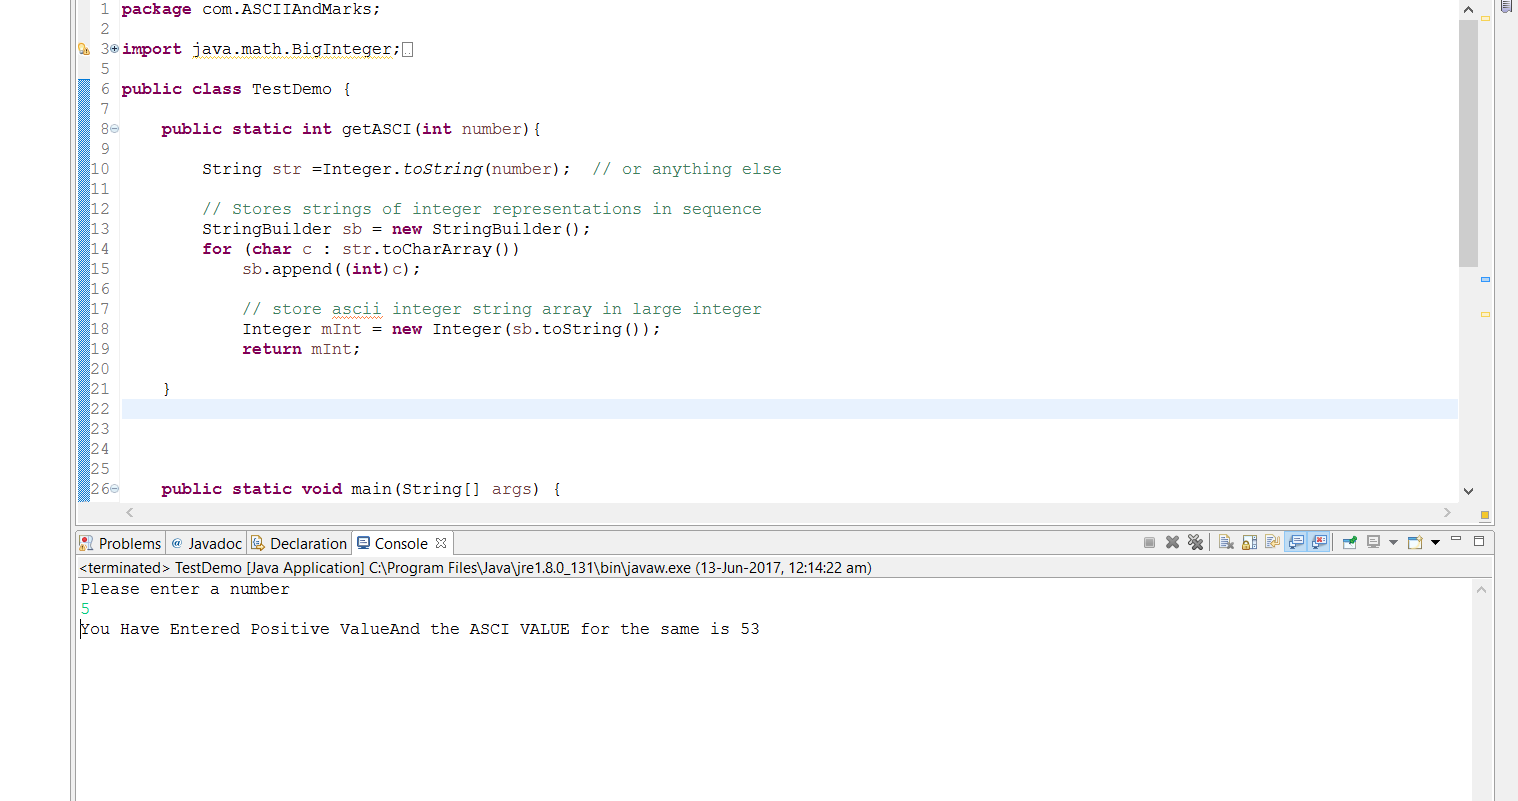 1 package com.ASCIIAndMarks;
2
3 import java.math.BigInteger;
5
6 public class TestDemo {
7
8 public static int getASCI(int number){
9
10 String str =Integer.toString(number);  // or anything else
11
12 // Stores strings of integer representations in sequence
13 StringBuilder sb = new StringBuilder();
14 for (char c : str.toCharArray())
15 sb.append((int)c);
16
17 // store ascii integer string array in large integer
18 Integer mInt = new Integer(sb.toString());
19 return mInt;
20
21 }
22
23
24
25
26 public static void main(String[] args) {
Problems @ Javadoc Declaration Console
<terminated> TestDemo [Java Application] C:\Program Files\Java\jre1.8.0_131\bin\javaw.exe (13-Jun-2017, 12:14:22 am)
Please enter a number
5
You Have Entered Positive ValueAnd the ASCI VALUE for the same is 53